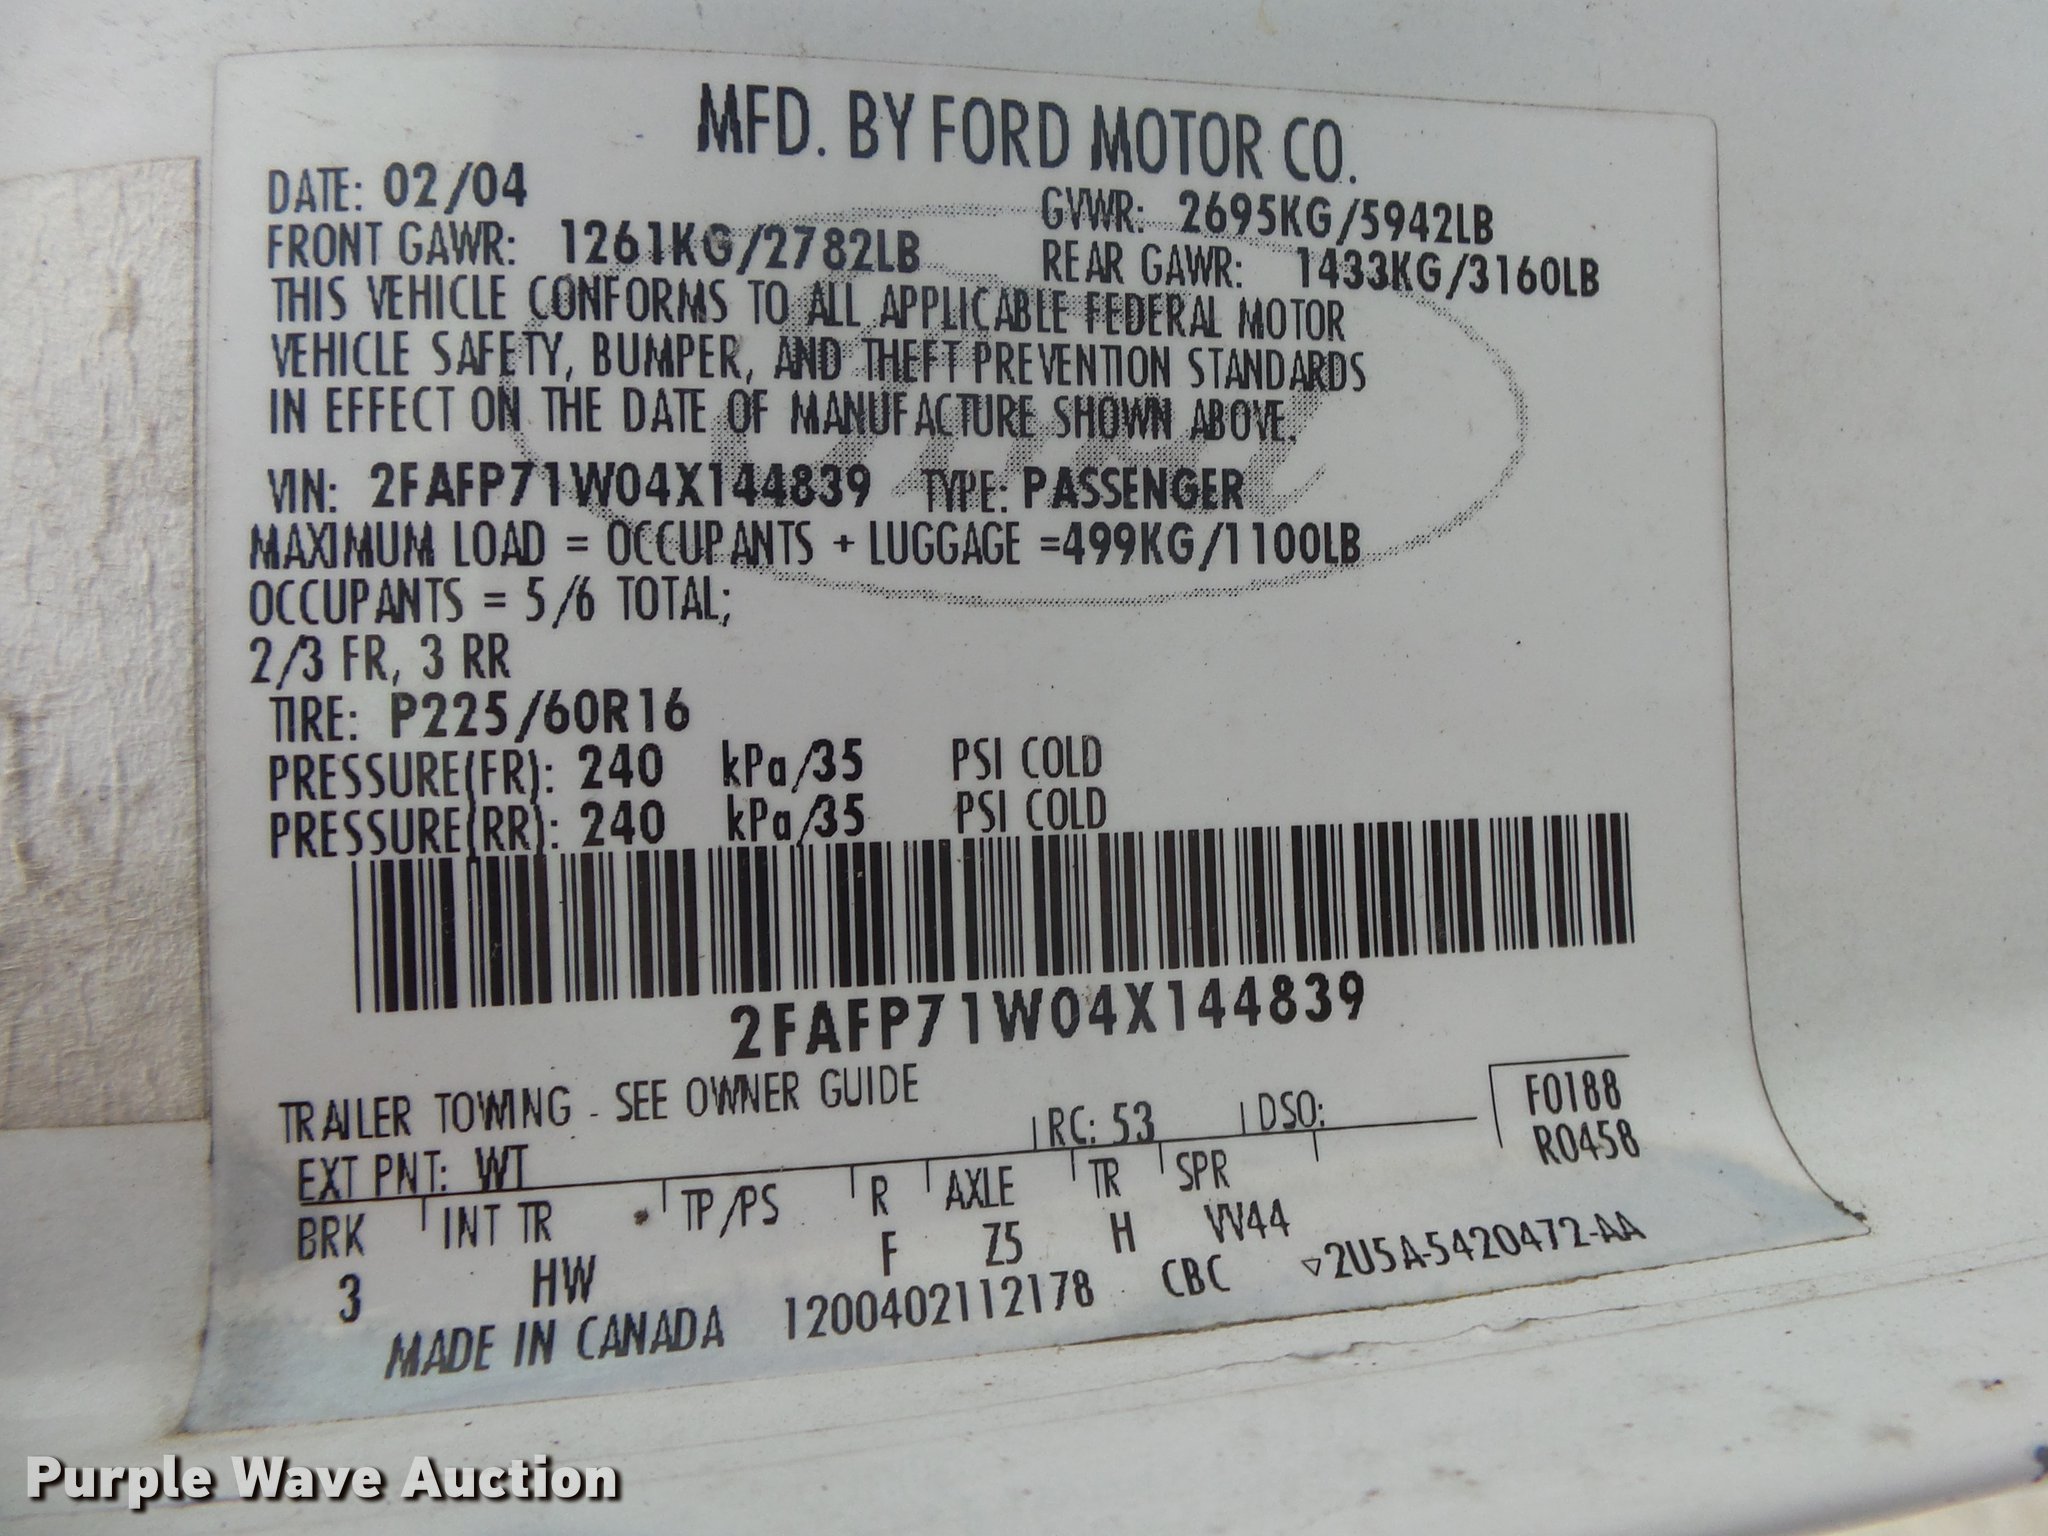 MFD. BY FORD MOTOR CO.
DATE: 02/04
GVWR: 2695KG/5942LB
FRONT GAWR: 1261KG/2782LB
REAR GAWR: 1433KG/3160LB
THIS VEHICLE CONFORMS TO ALL APPLICABLE FEDERAL MOTOR
VEHICLE SAFETY, BUMPER, AND THEFT PREVENTION STANDARDS
IN EFFECT ON THE DATE OF MANUFACTURE SHOWN ABOVE.
VIN: 2FAFP71W04X144839 TYPE: PASSENGER
MAXIMUM LOAD = OCCUPANTS + LUGGAGE =499KG/1100LB
OCCUPANTS = 5/6 TOTAL;
2/3 FR, 3 RR
TIRE: P225/60R16
PRESSURE(FR): 240 kPa/35 PSI COLD
PRESSURE(RR): 240 kPa/35 PSI COLD
2FAFP71W04X144839
TRAILER TOWING - SEE OWNER GUIDE
EXT PNT: WT RC: 53 DSO: F0188
R0458
BRK INT TR TP/PS R AXLE TR SPR
3 HW F Z5 H VV44
MADE IN CANADA 1200402112178 CBC ▽2U5A-5420472-AA
Purple Wave Auction